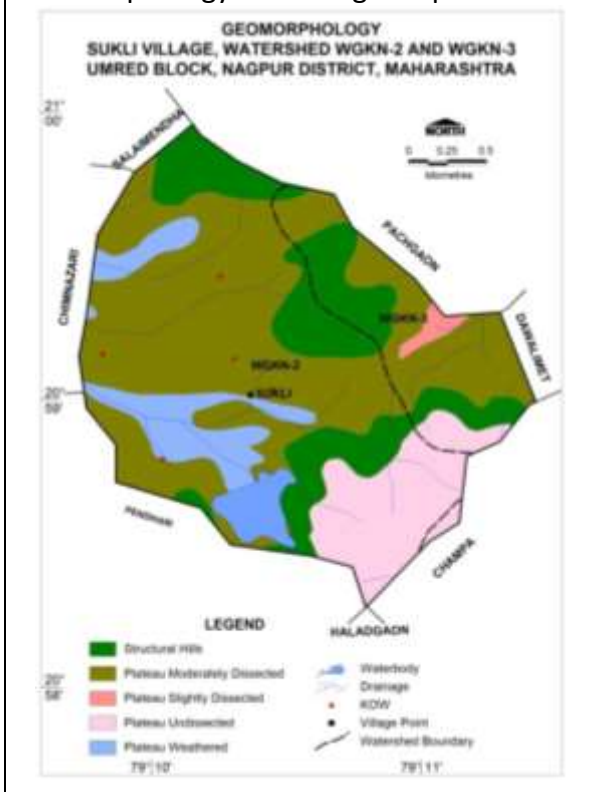 GEOMORPHOLOGY
SUKLI VILLAGE, WATERSHED WGKN-2 AND WGKN-3
UMRED BLOCK, NAGPUR DISTRICT, MAHARASHTRA
21°
00'
SALAIMENDHA
NORTH
0 0.25 0.5
kilometres
PACHGAON
CHIMNAZARI
WGKN-3
DAWALIMET
WGKN-2
SUKLI
20°
59'
CHAMPA
HALADGAON
LEGEND
Structural Hills
Plateau Moderately Dissected
Plateau Slightly Dissected
Plateau Undissected
Plateau Weathered
Waterbody
Drainage
KOW
Village Point
Watershed Boundary
20°
58'
79° 10'
79° 11'